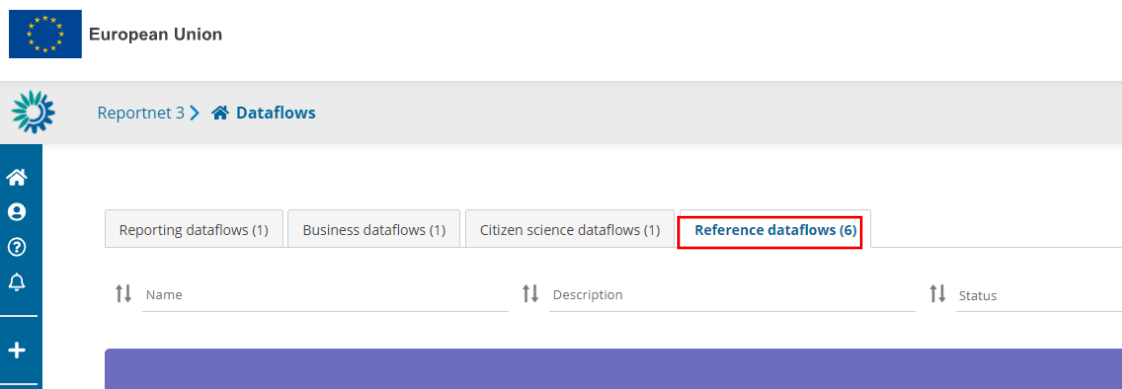 European Union
Reportnet 3 Dataflows
Reporting dataflows (1) Business dataflows (1) Citizen science dataflows (1) Reference dataflows (6)
Name Description Status